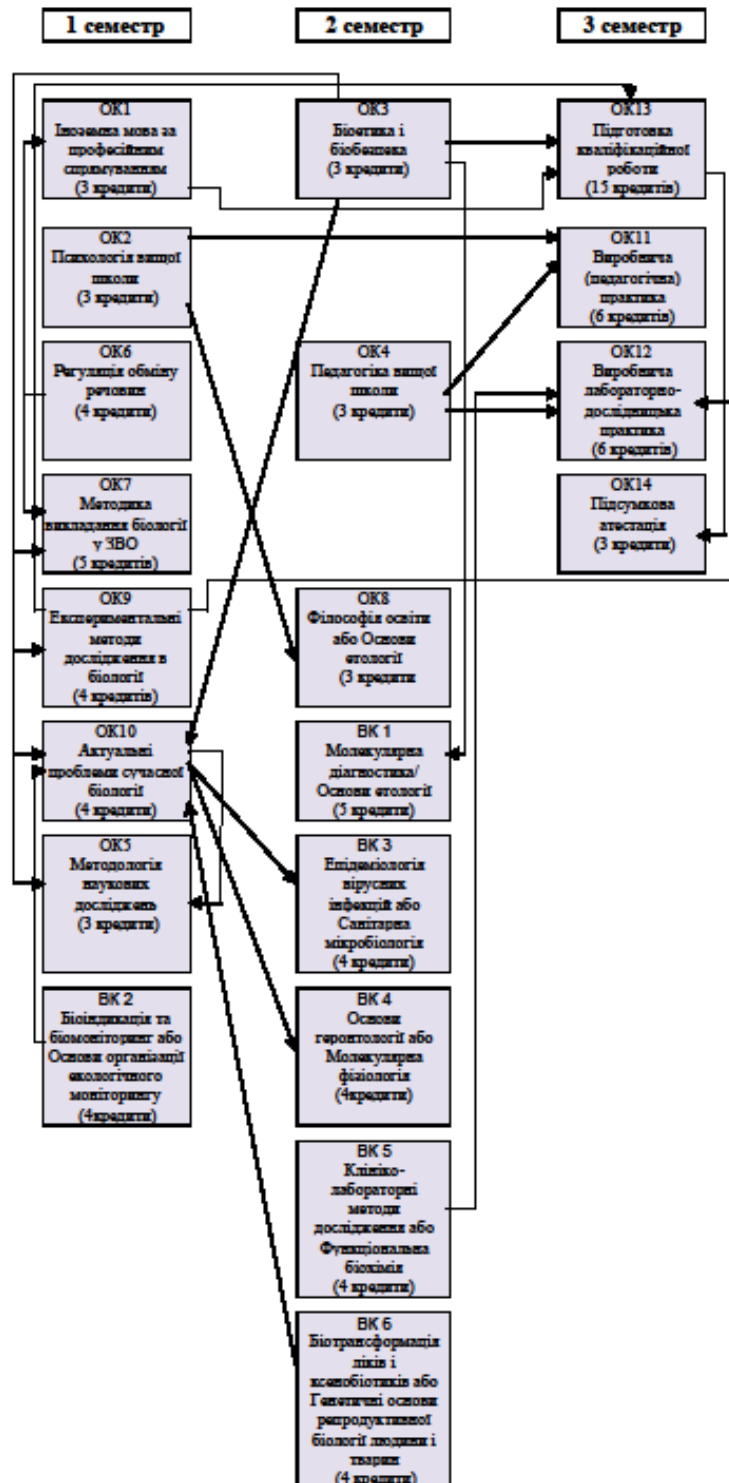 1 семестр
2 семестр
3 семестр
ОК1
Іноземна мова за
професійним
спрямуванням
(3 кредити)
ОК2
Психологія вищої
школи
(3 кредити)
ОК6
Регуляція обміну
речовин
(4 кредити)
ОК7
Методика
викладання біології
у ЗВО
(5 кредитів)
ОК9
Експериментальні
методи
дослідження в
біології
(4 кредитів)
ОК10
Актуальні
проблеми сучасної
біології
(4 кредити)
ОК5
Методологія
наукових
досліджень
(3 кредити)
ВК 2
Біоіндикація та
біомоніторинг або
Основи організації
екологічного
моніторингу
(4кредити)
ОК3
Біоетика і
біобезпека
(3 кредити)
ОК4
Педагогіка вищої
школи
(3 кредити)
ОК8
Філософія освіти
або Основи
етології
(3 кредити
ВК 1
Молекулярна
діагностика/
Основи етології
(5 кредити)
ВК 3
Епідеміологія
вірусних
інфекцій або
Санітарна
мікробіологія
(4 кредити)
ВК 4
Основи
геронтології або
Молекулярна
фізіологія
(4кредити)
ВК 5
Клініко-
лабораторні
методи
дослідження або
Функціональна
біохімія
(4 кредити)
ВК 6
Біотрансформація
ліків і
ксенобіотиків або
Генетичні основи
репродуктивної
біології людини і
тварин
(4 кредити)
ОК13
Підготовка
кваліфікаційної
роботи
(15 кредитів)
ОК11
Виробнича
(педагогічна)
практика
(6 кредитів)
ОК12
Виробнича
лабораторно-
дослідницька
практика
(6 кредитів)
ОК14
Підсумкова
атестація
(3 кредити)